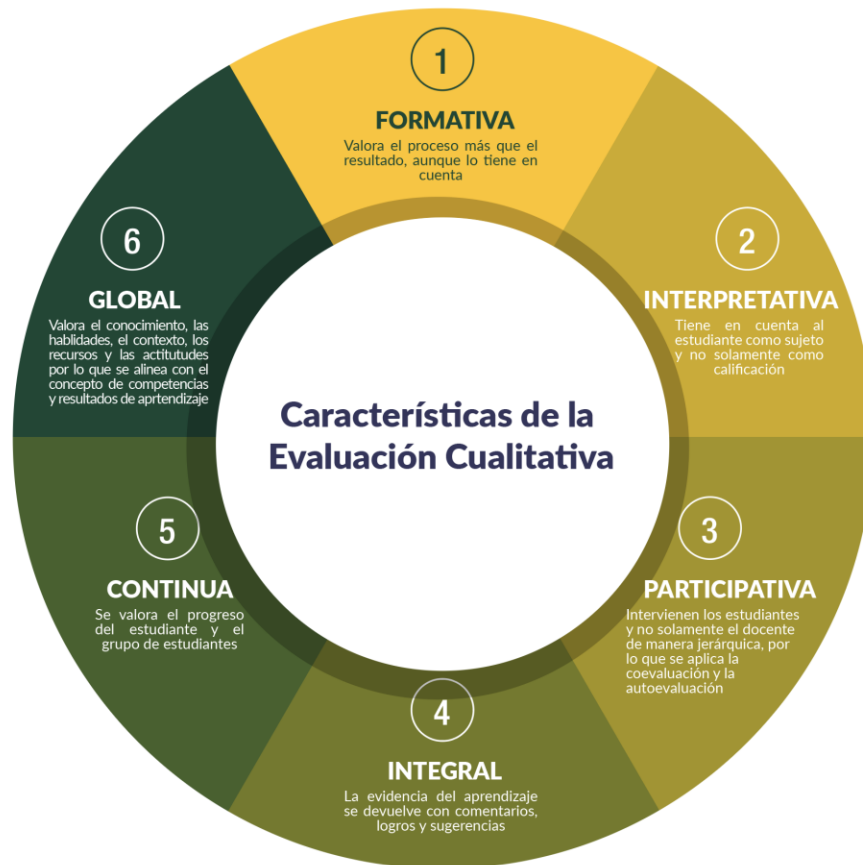 1
FORMATIVA
Valora el proceso más que el
resultado, aunque lo tiene en
cuenta
2
INTERPRETATIVA
Tiene en cuenta al
estudiante como sujeto
y no solamente como
calificación
3
PARTICIPATIVA
Intervienen los estudiantes
y no solamente el docente
de manera jerárquica, por
lo que se aplica la
coevaluación y la
autoevaluación
4
INTEGRAL
La evidencia del aprendizaje
se devuelve con comentarios,
logros y sugerencias
5
CONTINUA
Se valora el progreso
del estudiante y el
grupo de estudiantes
6
GLOBAL
Valora el conocimiento, las
hablidades, el contexto, los
recursos y las actitutudes
por lo que se alinea con el
concepto de competencias
y resultados de aprtendizaje
Características de la
Evaluación Cualitativa